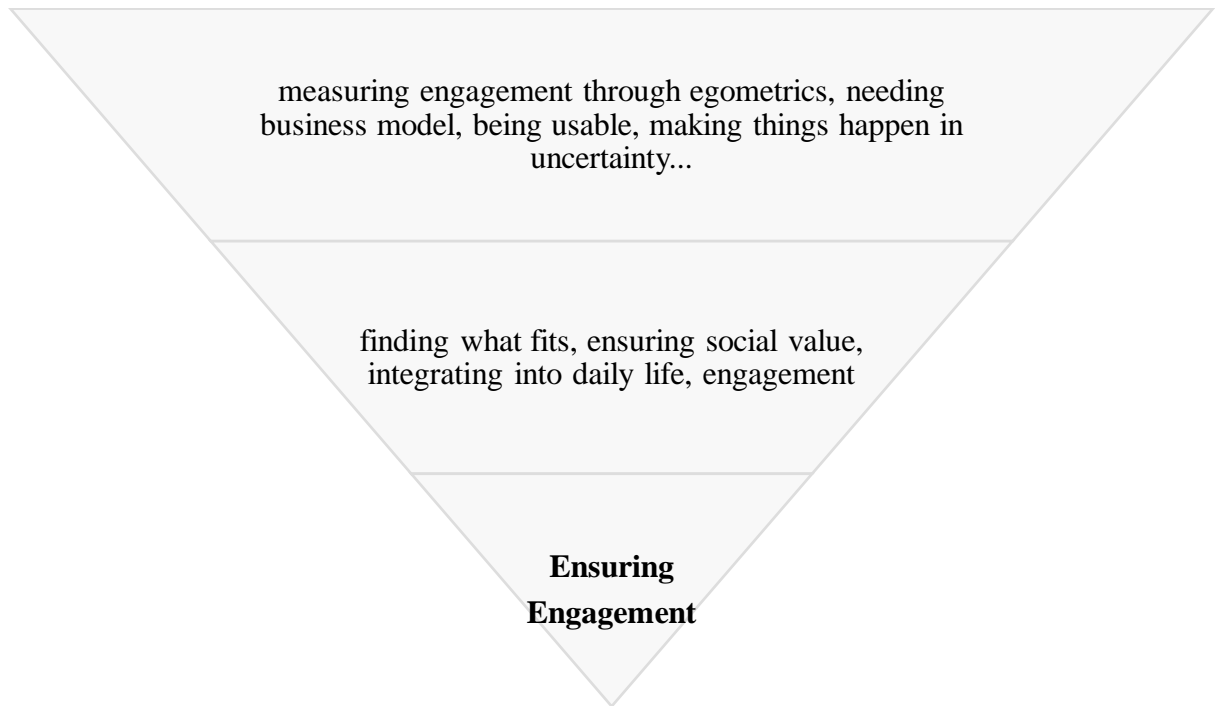 measuring engagement through egometrics, needing
business model, being usable, making things happen in
uncertainty...
finding what fits, ensuring social value,
integrating into daily life, engagement
Ensuring
Engagement